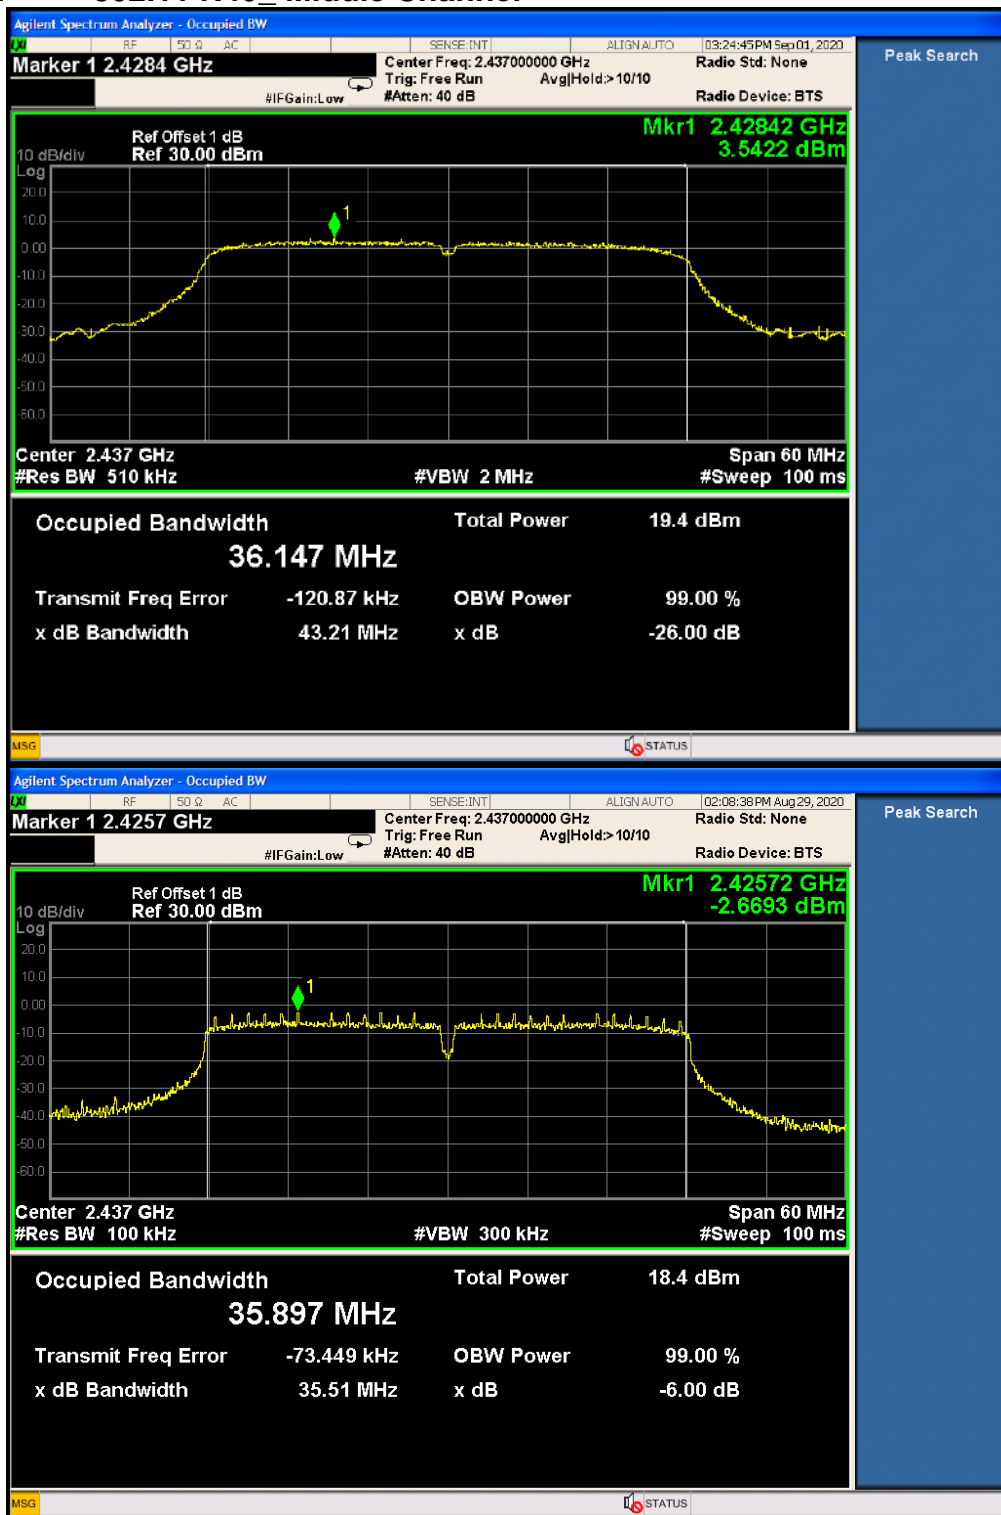 802.11 N40_ Middle Channel
Agilent Spectrum Analyzer - Occupied BW
LXI RF 50 Ω AC SENSE:INT ALIGN AUTO 03:24:45 PM Sep 01, 2020
Marker 1 2.4284 GHz
Center Freq: 2.437000000 GHz
Radio Std: None
Trig: Free Run Avg|Hold:> 10/10
#IFGain:Low #Atten: 40 dB Radio Device: BTS
Peak Search
Mkr1 2.42842 GHz
3.5422 dBm
Ref Offset 1 dB
10 dB/div Ref 30.00 dBm
Log
20.0
10.0
0.00
-10.0
-20.0
-30.0
-40.0
-50.0
-60.0
1
Center 2.437 GHz Span 60 MHz
#Res BW 510 kHz #VBW 2 MHz #Sweep 100 ms
Occupied Bandwidth Total Power 19.4 dBm
36.147 MHz
Transmit Freq Error -120.87 kHz OBW Power 99.00 %
x dB Bandwidth 43.21 MHz x dB -26.00 dB
MSG STATUS
Agilent Spectrum Analyzer - Occupied BW
LXI RF 50 Ω AC SENSE:INT ALIGN AUTO 02:08:38 PM Aug 29, 2020
Marker 1 2.4257 GHz
Center Freq: 2.437000000 GHz
Radio Std: None
Trig: Free Run Avg|Hold:> 10/10
#IFGain:Low #Atten: 40 dB Radio Device: BTS
Peak Search
Mkr1 2.42572 GHz
-2.6693 dBm
Ref Offset 1 dB
10 dB/div Ref 30.00 dBm
Log
20.0
10.0
0.00
-10.0
-20.0
-30.0
-40.0
-50.0
-60.0
1
Center 2.437 GHz Span 60 MHz
#Res BW 100 kHz #VBW 300 kHz #Sweep 100 ms
Occupied Bandwidth Total Power 18.4 dBm
35.897 MHz
Transmit Freq Error -73.449 kHz OBW Power 99.00 %
x dB Bandwidth 35.51 MHz x dB -6.00 dB
MSG STATUS